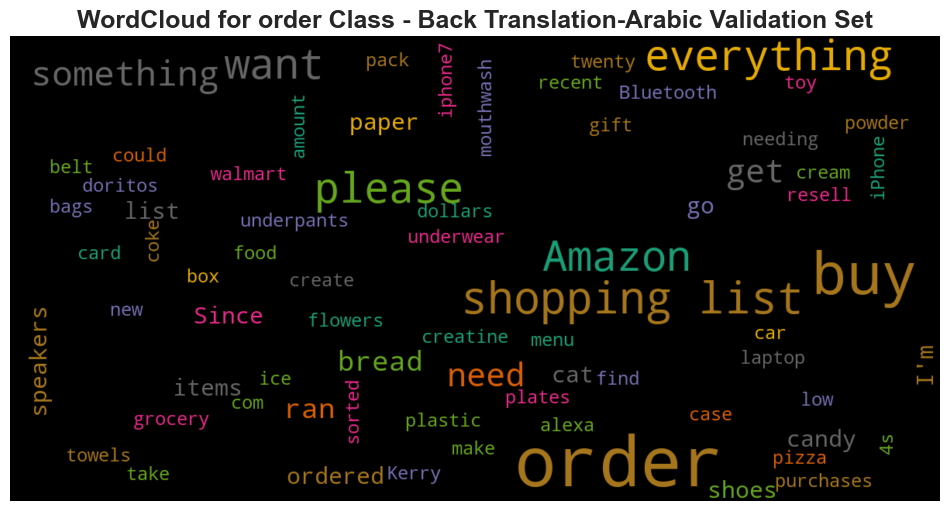 WordCloud for order Class - Back Translation-Arabic Validation Set
something want pack iphone7 mouthwash twenty everything
recent Bluetooth toy
amount paper gift needing powder
could belt doritos walmart please get cream iPhone
resell
bags list coke underpants dollars go
underwear
card food Amazon buy
box create shopping list
new Since flowers
speakers creatine menu car
bread laptop I'm
items ice need cat find
com ran sorted plates low
grocery plastic alexa case
towels make order candy 4s
pizza
take ordered Kerry shoes purchases